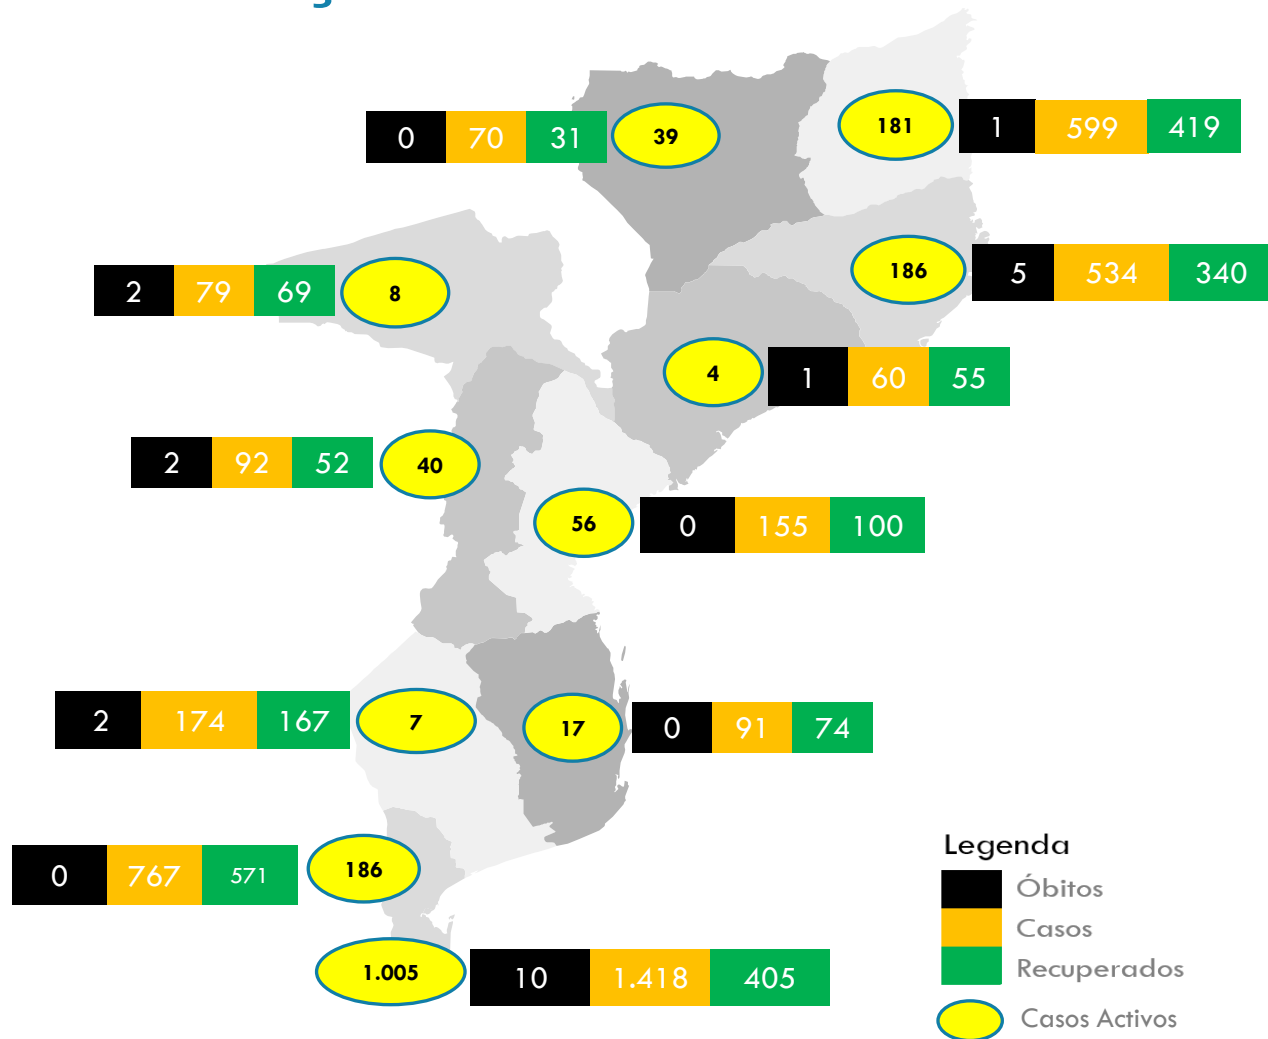 181 1 599 419
0 70 31 39
186 5 534 340
2 79 69 8
4 1 60 55
2 92 52 40
56 0 155 100
2 174 167 7
17 0 91 74
0 767 571 186
1.005 10 1.418 405
Legenda
Óbitos
Casos
Recuperados
Casos Activos